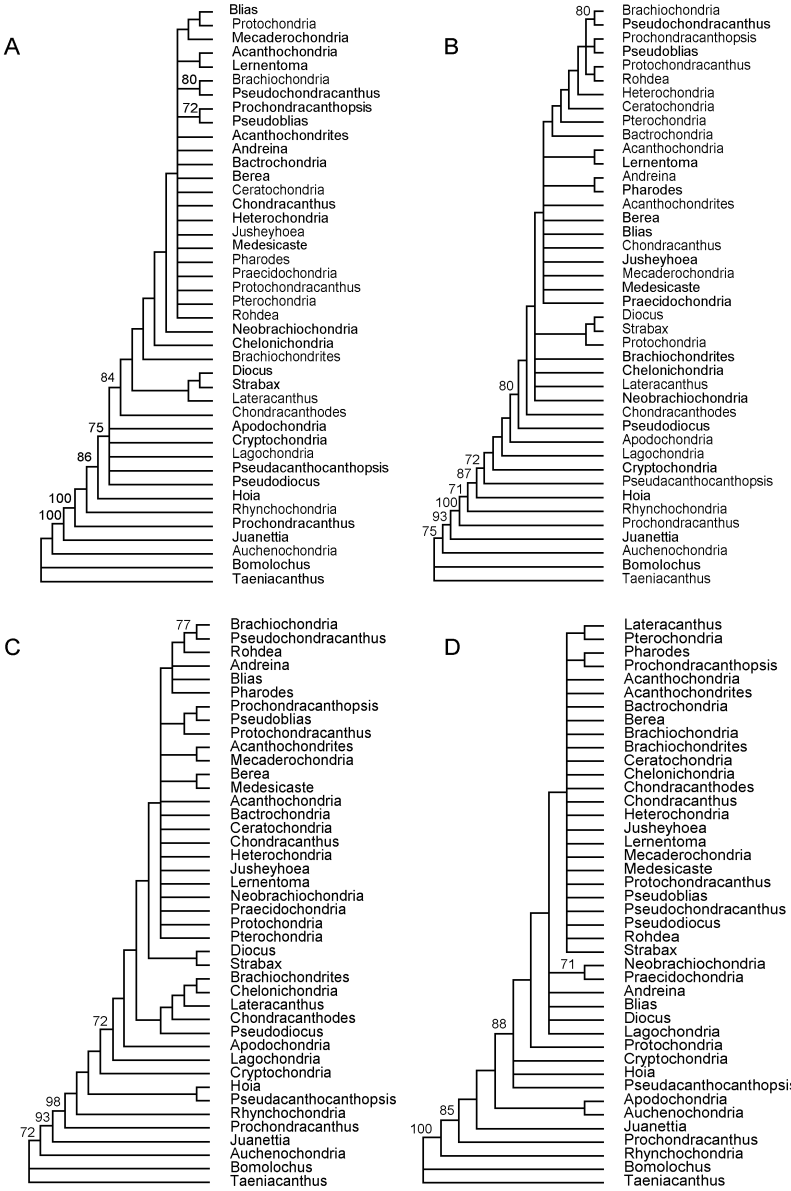 A
Blias
Protochondria
Mecaderochondria
Acanthochondria
Lernentoma
80
Brachiochondria
Pseudochondracanthus
72
Prochondracanthopsis
Pseudoblias
Acanthochondrites
Andreina
Bactrochondria
Berea
Ceratochondria
Chondracanthus
Heterochondria
Jusheyhoea
Medesicaste
Pharodes
Praecidochondria
Protochondracanthus
Pterochondria
Rohdea
Neobrachiochondria
Chelonichondria
Brachiochondrites
84
Diocus
Strabax
Lateracanthus
Chondracanthodes
75
Apodochondria
Cryptochondria
86
Lagochondria
Pseudacanthocanthopsis
Pseudodiocus
100
Hoia
Rhynchochondria
100
Prochondracanthus
Juanettia
Auchenochondria
Bomolochus
Taeniacanthus
B
80
Brachiochondria
Pseudochondracanthus
Prochondracanthopsis
Pseudoblias
Protochondracanthus
Rohdea
Heterochondria
Ceratochondria
Pterochondria
Bactrochondria
Acanthochondria
Lernentoma
Andreina
Pharodes
Acanthochondrites
Berea
Blias
Chondracanthus
Jusheyhoea
Mecaderochondria
Medesicaste
Praecidochondria
Diocus
Strabax
Protochondria
Brachiochondrites
Chelonichondria
80
Lateracanthus
Neobrachiochondria
Chondracanthodes
Pseudodiocus
Apodochondria
Lagochondria
72
Cryptochondria
87
Pseudacanthocanthopsis
71
Hoia
100
Rhynchochondria
93
Prochondracanthus
75
Juanettia
Auchenochondria
Bomolochus
Taeniacanthus
C
77
Brachiochondria
Pseudochondracanthus
Rohdea
Andreina
Blias
Pharodes
Prochondracanthopsis
Pseudoblias
Protochondracanthus
Acanthochondrites
Mecaderochondria
Berea
Medesicaste
Acanthochondria
Bactrochondria
Ceratochondria
Chondracanthus
Heterochondria
Jusheyhoea
Lernentoma
Neobrachiochondria
Praecidochondria
Protochondria
Pterochondria
Diocus
Strabax
Brachiochondrites
Chelonichondria
Lateracanthus
72
Chondracanthodes
Pseudodiocus
Apodochondria
Lagochondria
Cryptochondria
Hoia
98
Pseudacanthocanthopsis
93
Rhynchochondria
72
Prochondracanthus
Juanettia
Auchenochondria
Bomolochus
Taeniacanthus
D
Lateracanthus
Pterochondria
Pharodes
Prochondracanthopsis
Acanthochondria
Acanthochondrites
Bactrochondria
Berea
Brachiochondria
Brachiochondrites
Ceratochondria
Chelonichondria
Chondracanthodes
Chondracanthus
Heterochondria
Jusheyhoea
Lernentoma
Mecaderochondria
Medesicaste
Protochondracanthus
Pseudoblias
Pseudochondracanthus
Pseudodiocus
Rohdea
Strabax
71
Neobrachiochondria
Praecidochondria
Andreina
Blias
88
Diocus
Lagochondria
Protochondria
Cryptochondria
Hoia
Pseudacanthocanthopsis
85
Apodochondria
Auchenochondria
100
Juanettia
Prochondracanthus
Rhynchochondria
Bomolochus
Taeniacanthus